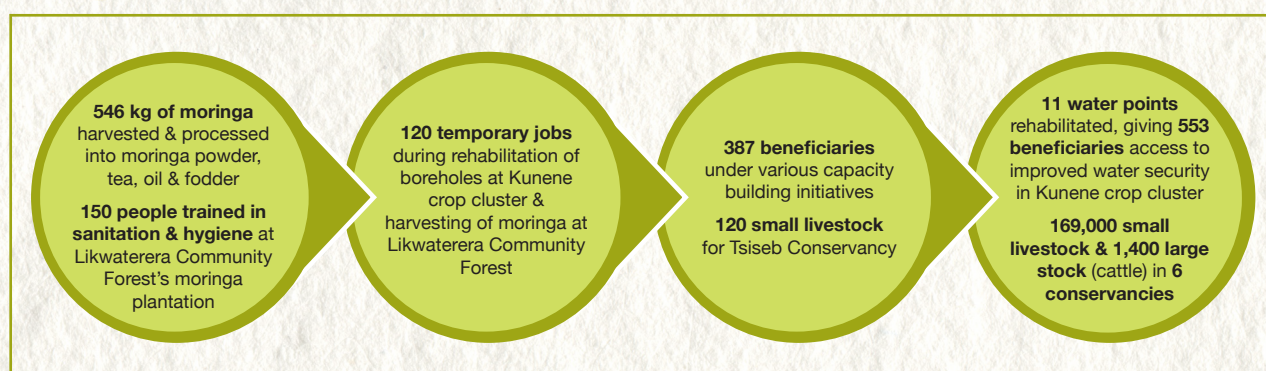 546 kg of moringa
harvested & processed
into moringa powder,
tea, oil & fodder
150 people trained in
sanitation & hygiene at
Likwaterera Community
Forest's moringa
plantation
120 temporary jobs
during rehabilitation of
boreholes at Kunene
crop cluster &
harvesting of moringa at
Likwaterera Community
Forest
387 beneficiaries
under various capacity
building initiatives
120 small livestock
for Tsiseb Conservancy
11 water points
rehabilitated, giving 553
beneficiaries access to
improved water security
in Kunene crop cluster
169,000 small
livestock & 1,400 large
stock (cattle) in 6
conservancies